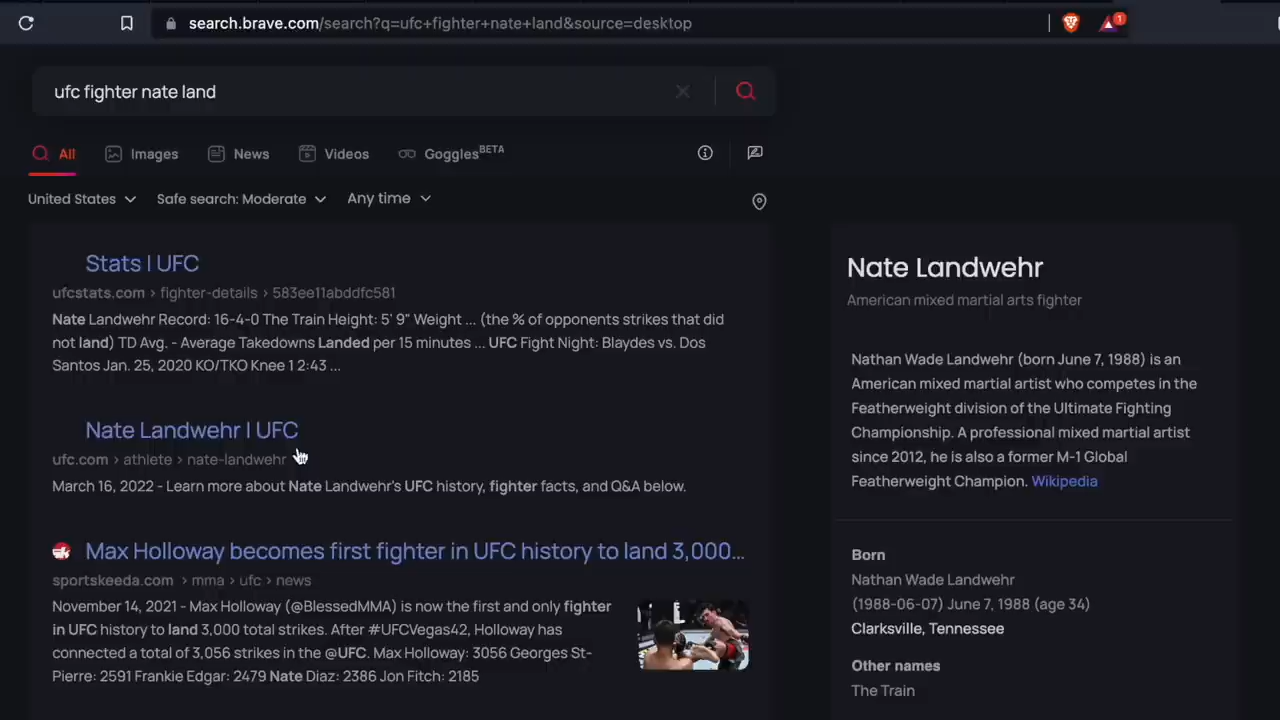 search.brave.com/search?q=ufc+fighter+nate+land&source=desktop
1
ufc fighter nate land
All Images News Videos Goggles BETA
United States Safe search: Moderate Any time
Stats | UFC
ufcstats.com › fighter-details › 583ee11abddfc581
Nate Landwehr Record: 16-4-0 The Train Height: 5' 9" Weight ... (the % of opponents strikes that did
not land) TD Avg. - Average Takedowns Landed per 15 minutes ... UFC Fight Night: Blaydes vs. Dos
Santos Jan. 25, 2020 KO/TKO Knee 1 2:43 ...
Nate Landwehr | UFC
ufc.com › athlete › nate-landwehr
March 16, 2022 - Learn more about Nate Landwehr's UFC history, fighter facts, and Q&A below.
Max Holloway becomes first fighter in UFC history to land 3,000...
sportskeeda.com › mma › ufc › news
November 14, 2021 - Max Holloway (@BlessedMMA) is now the first and only fighter
in UFC history to land 3,000 total strikes. After #UFCVegas42, Holloway has
connected a total of 3,056 strikes in the @UFC. Max Holloway: 3056 Georges St-
Pierre: 2591 Frankie Edgar: 2479 Nate Diaz: 2386 Jon Fitch: 2185
Nate Landwehr
American mixed martial arts fighter
Nathan Wade Landwehr (born June 7, 1988) is an
American mixed martial artist who competes in the
Featherweight division of the Ultimate Fighting
Championship. A professional mixed martial artist
since 2012, he is also a former M-1 Global
Featherweight Champion. Wikipedia
Born
Nathan Wade Landwehr
(1988-06-07) June 7, 1988 (age 34)
Clarksville, Tennessee
Other names
The Train